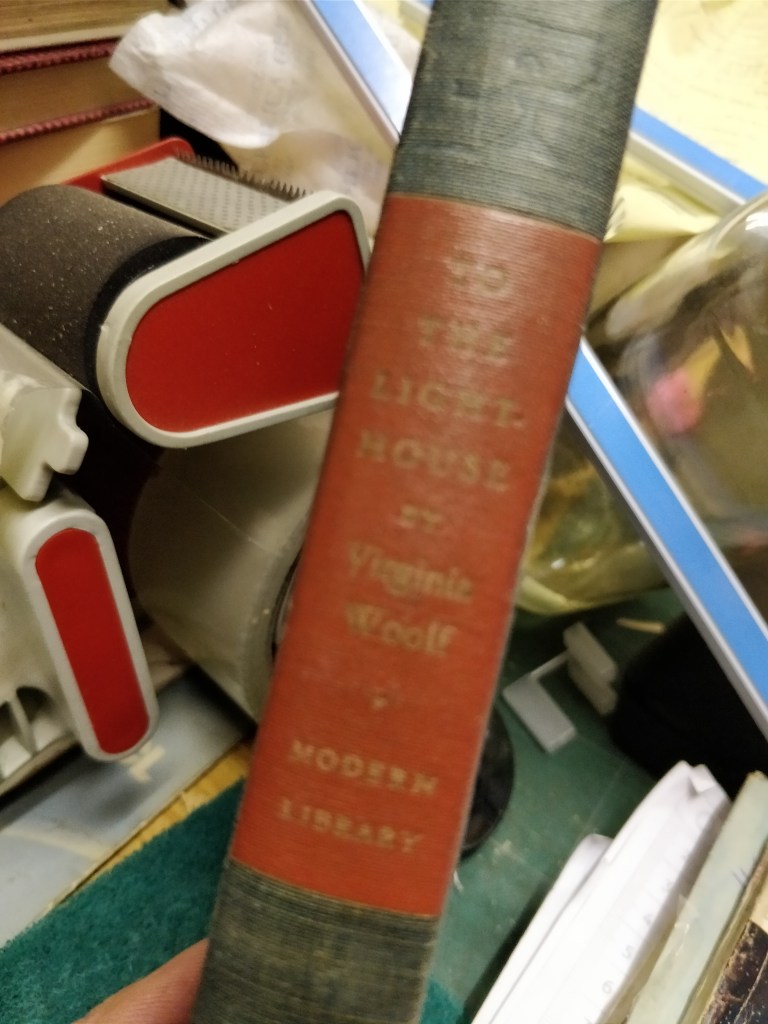 TO
THE
LIGHT-
HOUSE
BY
Virginia
Woolf
MODERN
LIBRARY